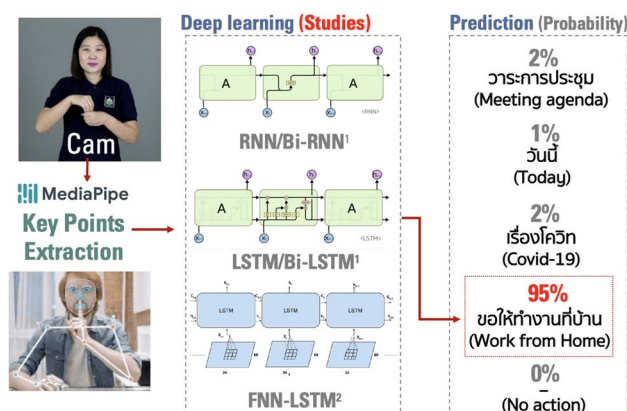 Deep learning (Studies)
Prediction (Probability)
Cam
MediaPipe
Key Points
Extraction
A
A
<RNN>
RNN/Bi-RNN1
A
A
<LSTM>
LSTM/Bi-LSTM1
LSTM
LSTM
LSTM
FNN-LSTM2
2%
วาระการประชุม
(Meeting agenda)
1%
วันนี้
(Today)
2%
เรื่องโควิท
(Covid-19)
95%
ขอให้ทำงานที่บ้าน
(Work from Home)
0%
–
(No action)